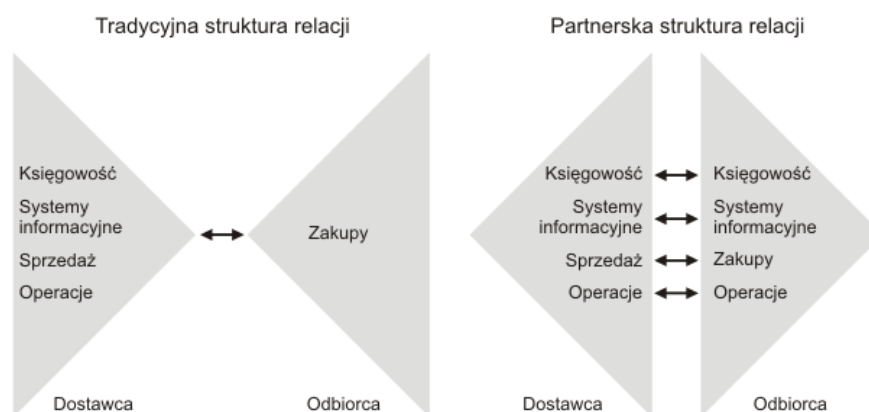 Tradycyjna struktura relacji
Księgowość
Systemy
informacyjne
Sprzedaż
Operacje
Zakupy
Dostawca
Odbiorca
Partnerska struktura relacji
Księgowość
Systemy
informacyjne
Sprzedaż
Operacje
Księgowość
Systemy
informacyjne
Zakupy
Operacje
Dostawca
Odbiorca